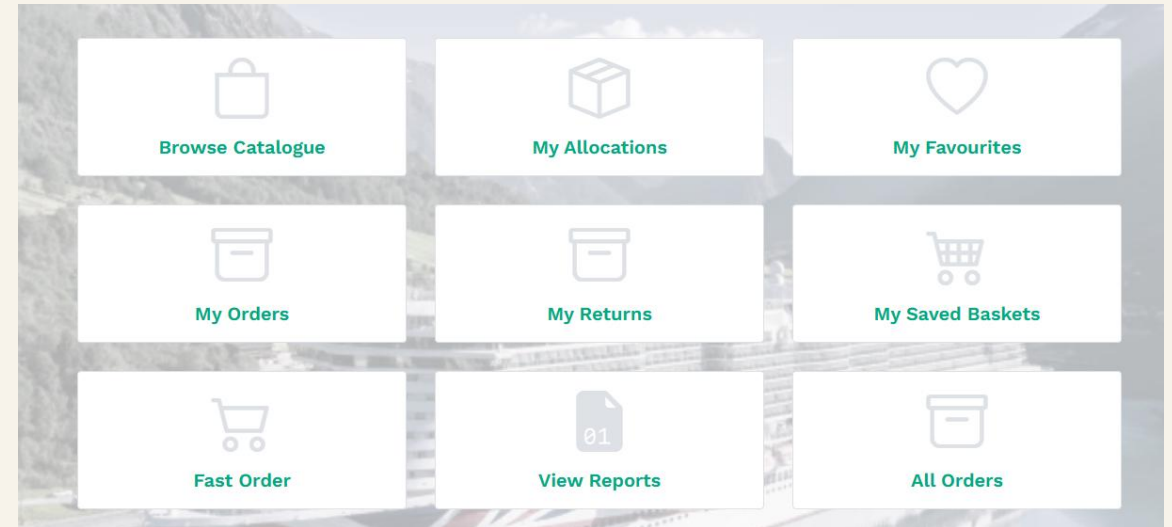 Browse Catalogue
My Allocations
My Favourites
My Orders
My Returns
My Saved Baskets
01
Fast Order
View Reports
All Orders